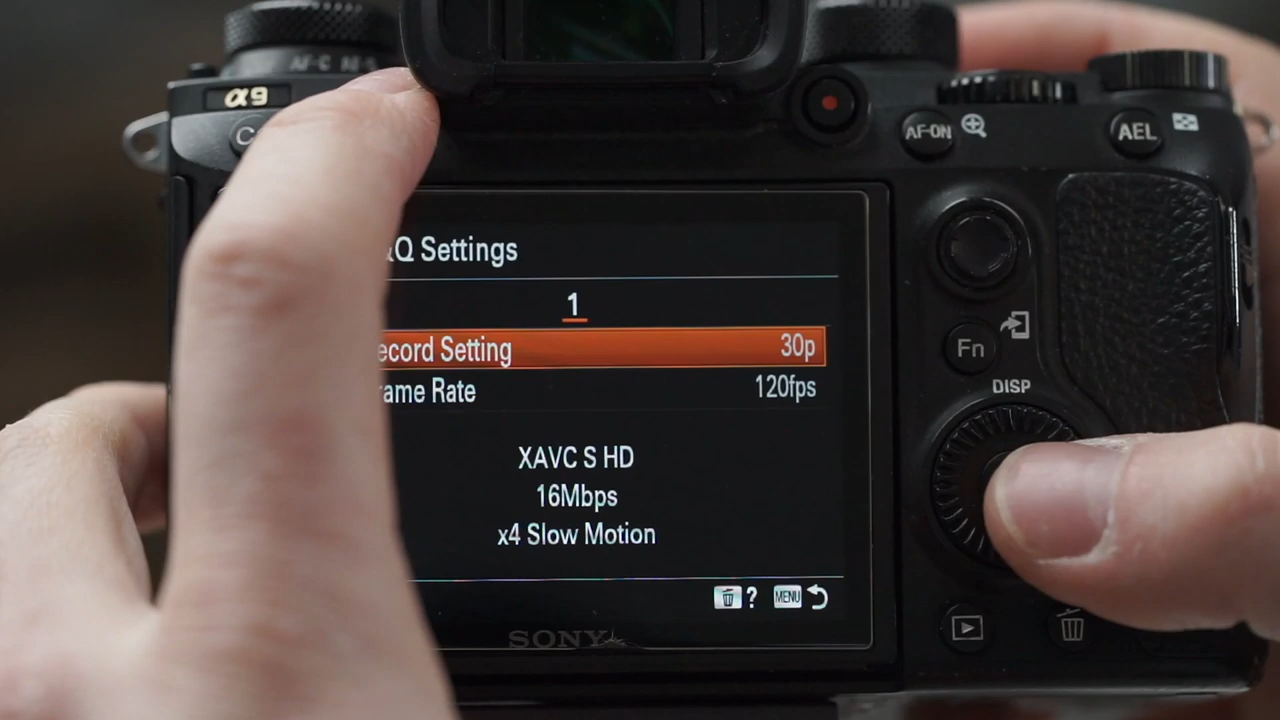 AF-C
α9
C
AF-ON
AEL
&Q Settings
1
ecord Setting 30p
ame Rate 120fps
Fn
DISP
XAVC S HD
16Mbps
x4 Slow Motion
? MENU
SONY